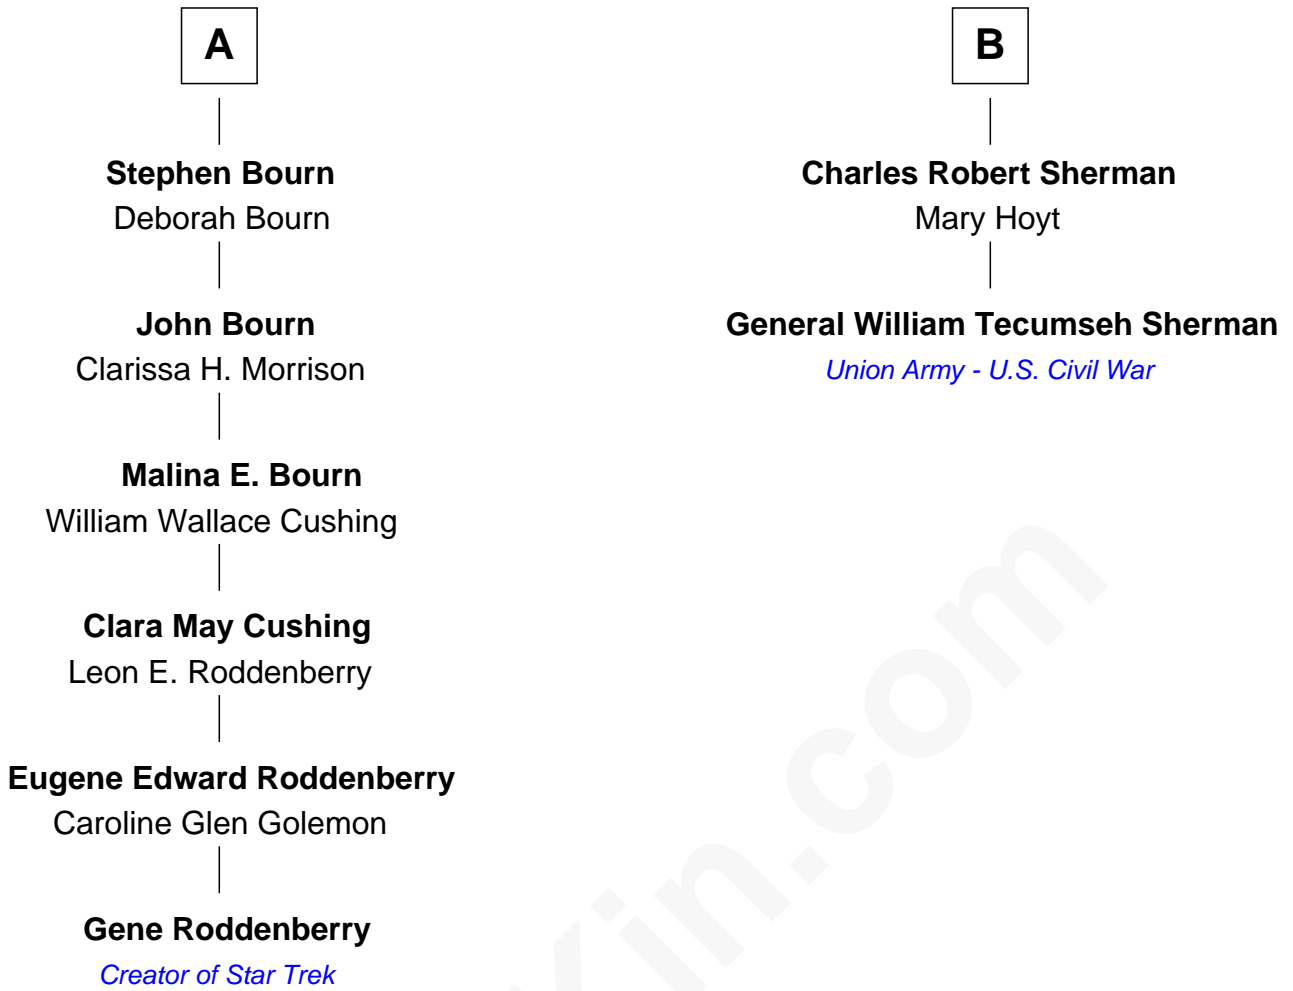 A
Stephen Bourn
Deborah Bourn
John Bourn
Clarissa H. Morrison
Malina E. Bourn
William Wallace Cushing
Clara May Cushing
Leon E. Roddenberry
Eugene Edward Roddenberry
Caroline Glen Golemon
Gene Roddenberry
Creator of Star Trek
B
Charles Robert Sherman
Mary Hoyt
General William Tecumseh Sherman
Union Army - U.S. Civil War
Kin.com